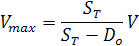 V_max = S_T / (S_T − D_o) V